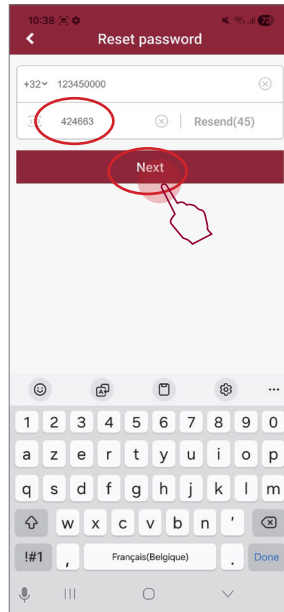 10:38 72
Reset password
+32 123450000
424663 Resend(45)
Next
1 2 3 4 5 6 7 8 9 0
a z e r t y u i o p
q s d f g h j k l m
w x c v b n '
!#1 , Français(Belgique) . Done